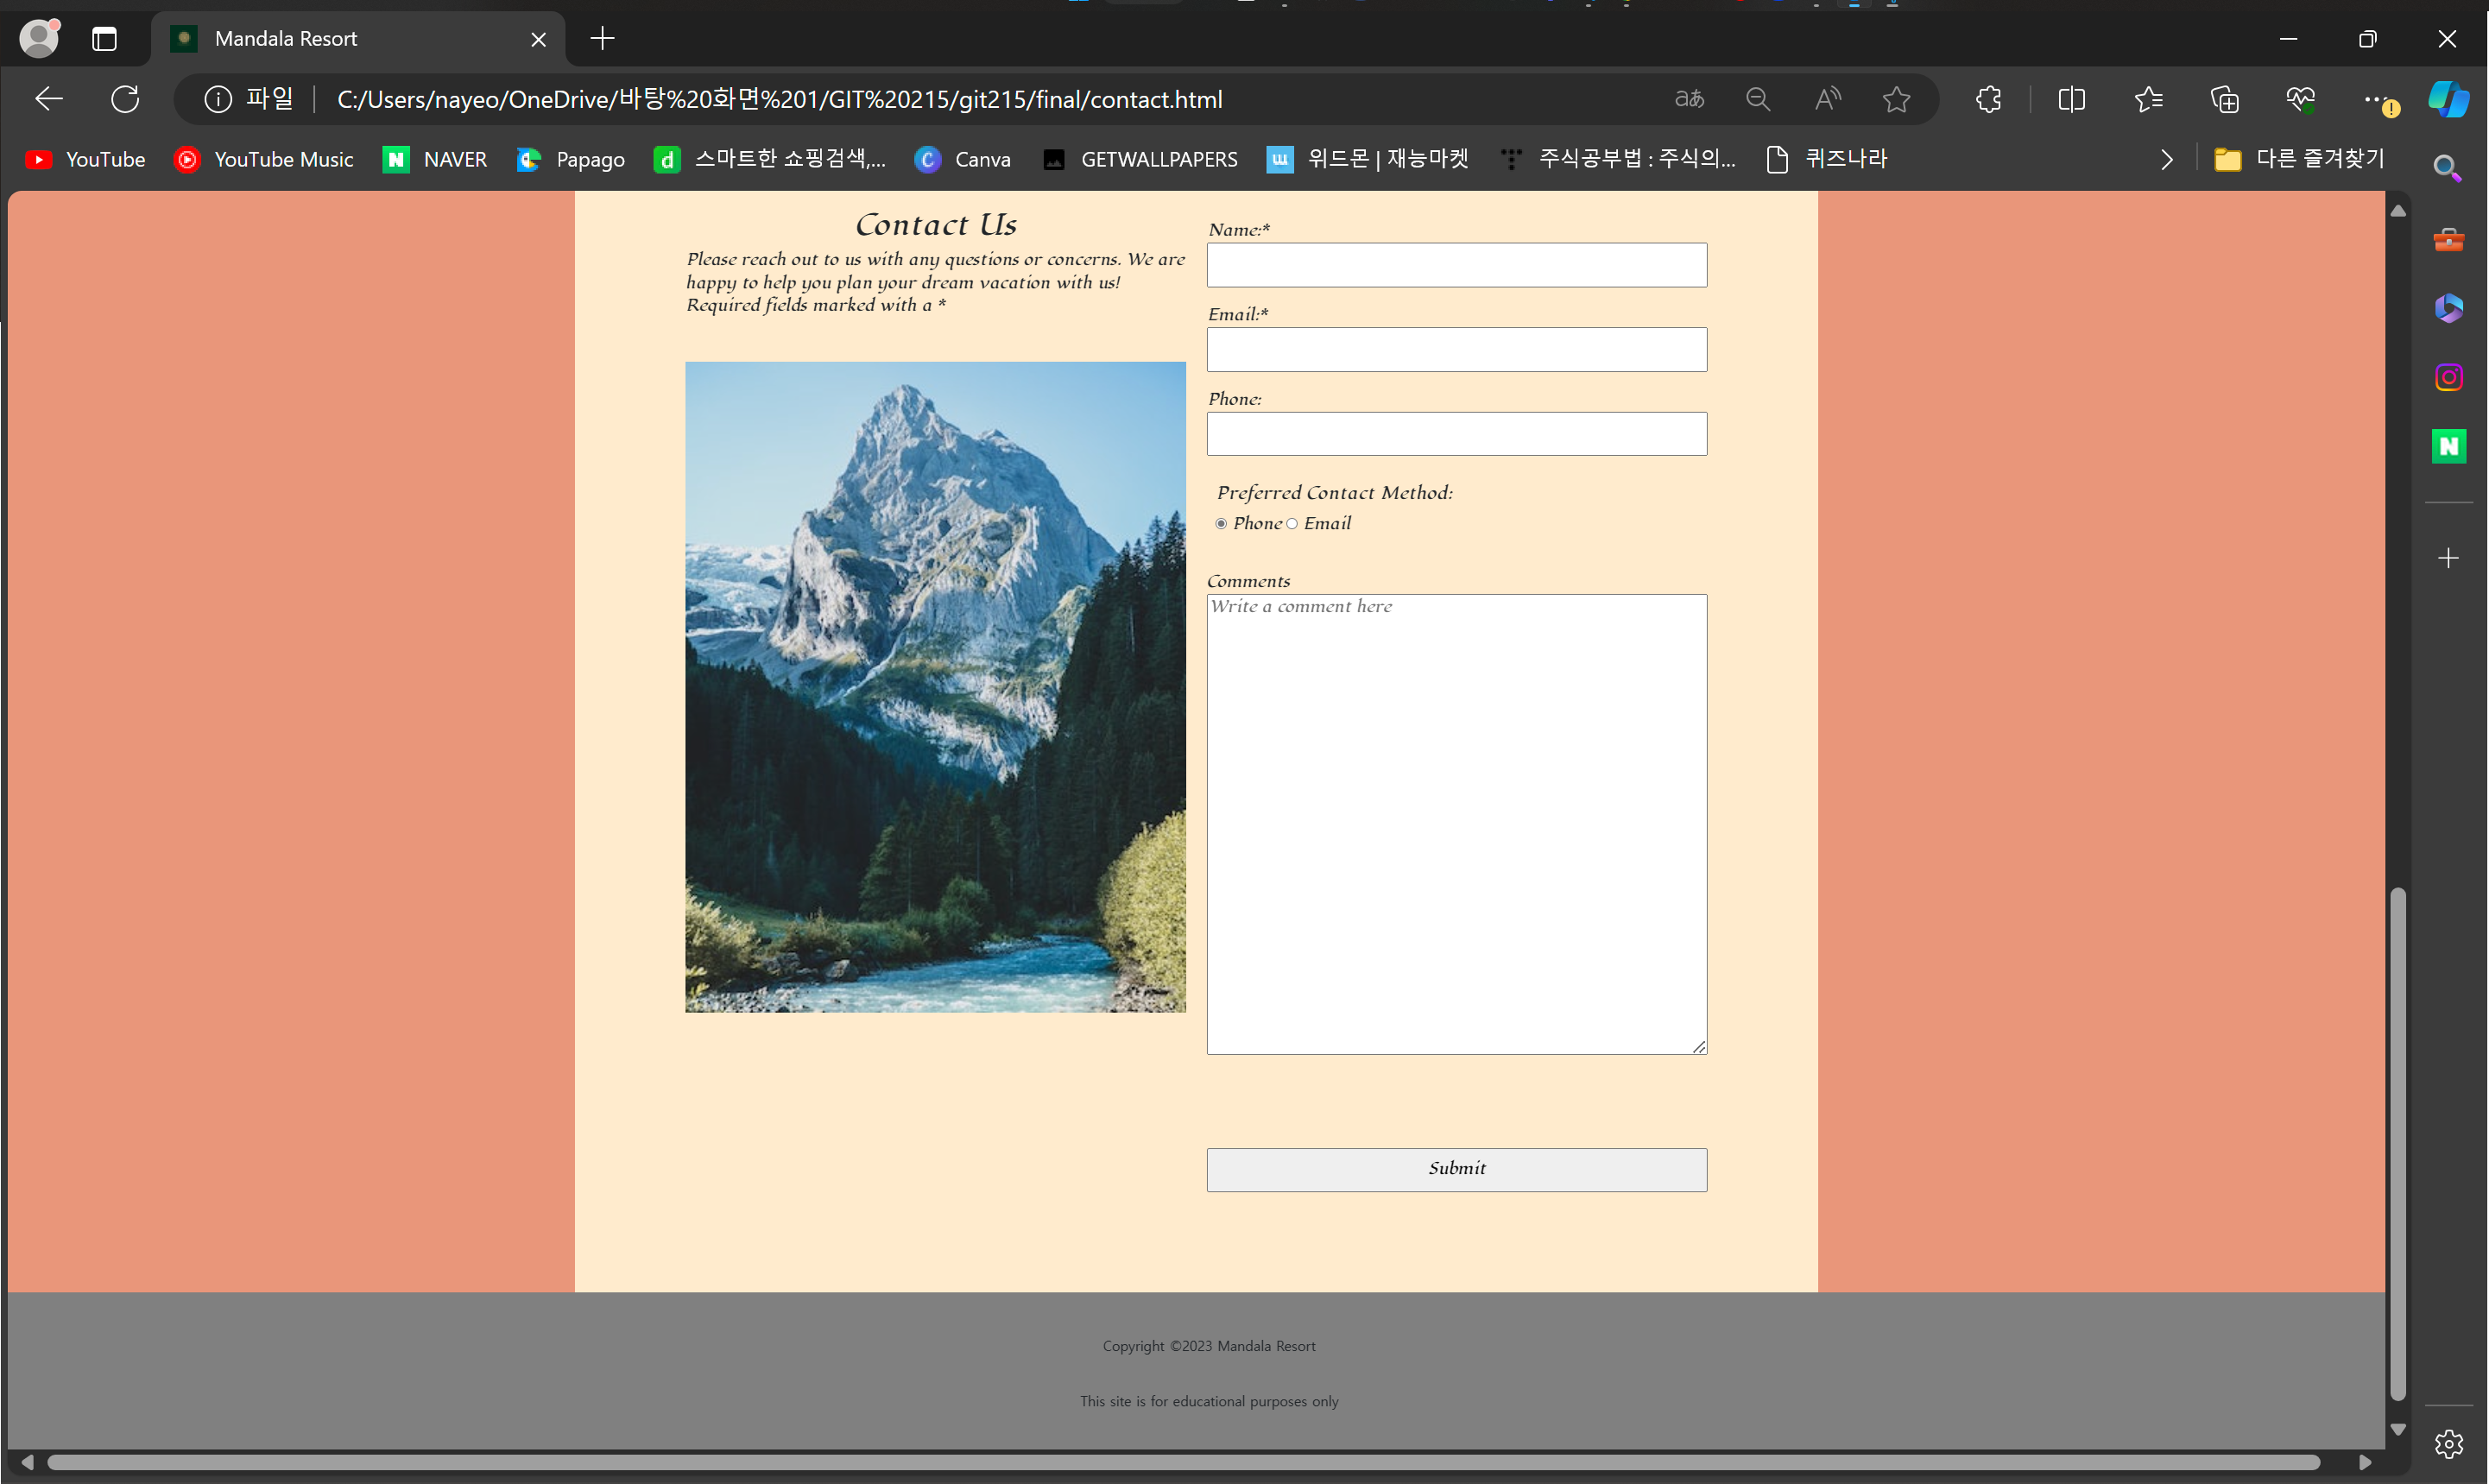 Mandala Resort
파일
C:/Users/nayeo/OneDrive/바탕%20화면%201/GIT%20215/git215/final/contact.html
aあ
A
YouTube
YouTube Music
N NAVER
Papago
d 스마트한 쇼핑검색,...
C Canva
GETWALLPAPERS
w 위드몬 | 재능마켓
주식공부법 : 주식의...
퀴즈나라
다른 즐겨찾기
Contact Us
Please reach out to us with any questions or concerns. We are
happy to help you plan your dream vacation with us!
Required fields marked with a *
Name:*
Email:*
Phone:
Preferred Contact Method:
Phone Email
Comments
Write a comment here
Submit
N
Copyright ©2023 Mandala Resort
This site is for educational purposes only